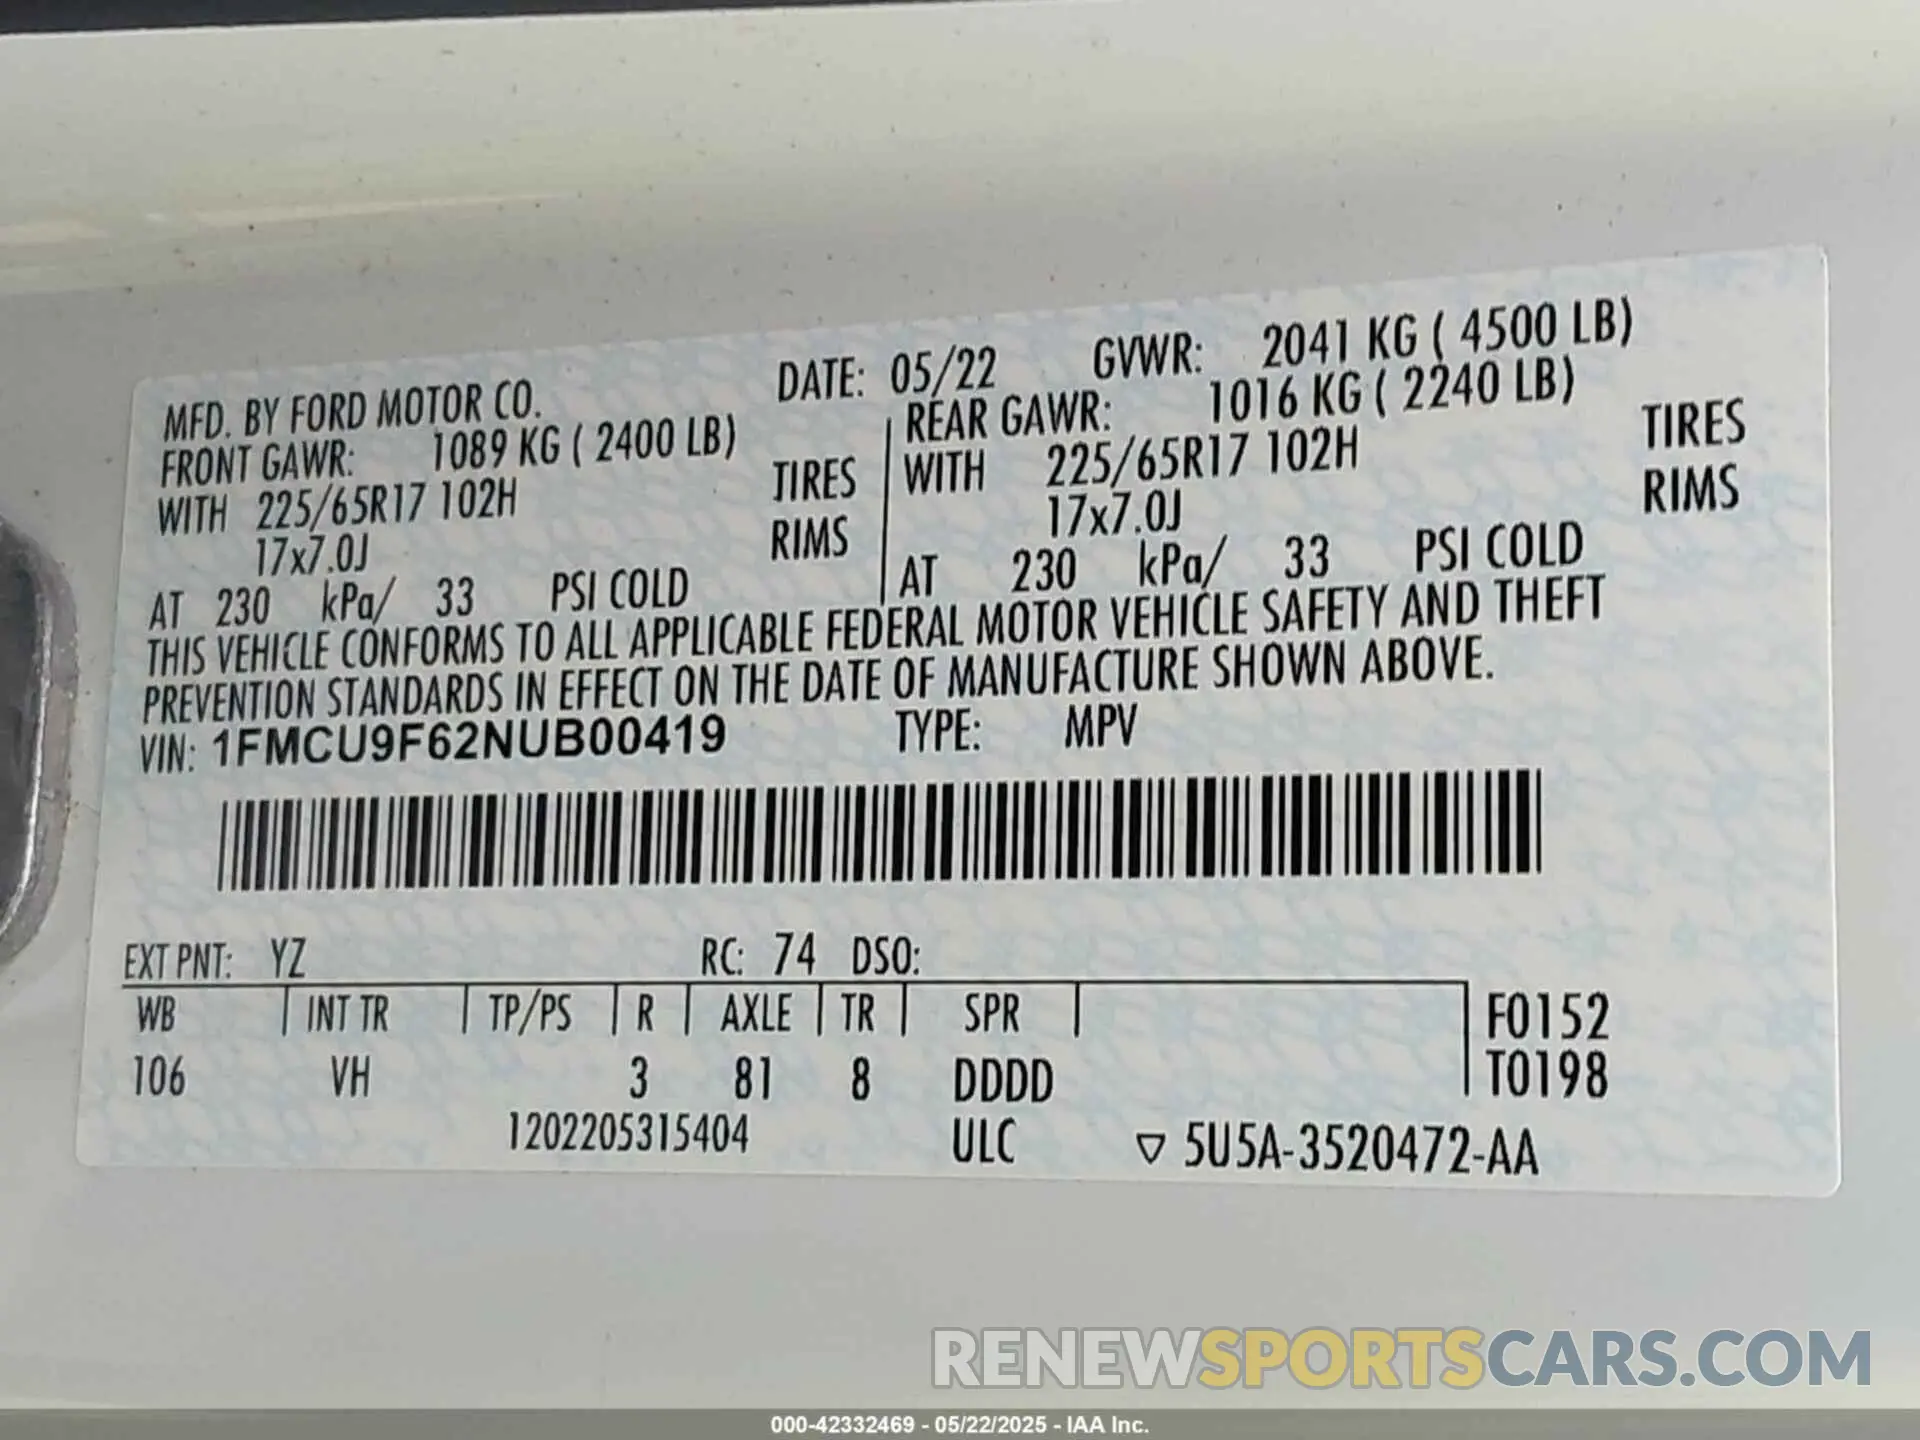 MFD. BY FORD MOTOR CO. DATE: 05/22 GVWR: 2041 KG ( 4500 LB)
FRONT GAWR: 1089 KG ( 2400 LB) REAR GAWR: 1016 KG ( 2240 LB)
WITH 225/65R17 102H TIRES WITH 225/65R17 102H TIRES
17x7.0J RIMS 17x7.0J RIMS
AT 230 kPa/ 33 PSI COLD AT 230 kPa/ 33 PSI COLD
THIS VEHICLE CONFORMS TO ALL APPLICABLE FEDERAL MOTOR VEHICLE SAFETY AND THEFT
PREVENTION STANDARDS IN EFFECT ON THE DATE OF MANUFACTURE SHOWN ABOVE.
VIN: 1FMCU9F62NUB00419 TYPE: MPV
EXT PNT: YZ RC: 74 DSO:
WB INT TR TP/PS R AXLE TR SPR F0152
106 VH 3 81 8 DDDD T0198
1202205315404 ULC ▽ 5U5A-3520472-AA
RENEWSPORTSCARS.COM
000-42332469 - 05/22/2025 - IAA Inc.